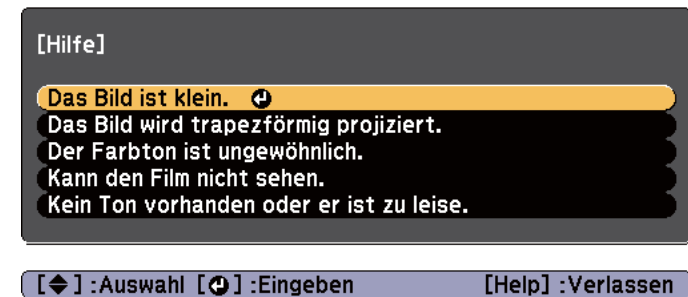 [Hilfe]
Das Bild ist klein.
Das Bild wird trapezförmig projiziert.
Der Farbton ist ungewöhnlich.
Kann den Film nicht sehen.
Kein Ton vorhanden oder er ist zu leise.
[◆] :Auswahl [⏎] :Eingeben [Help] :Verlassen